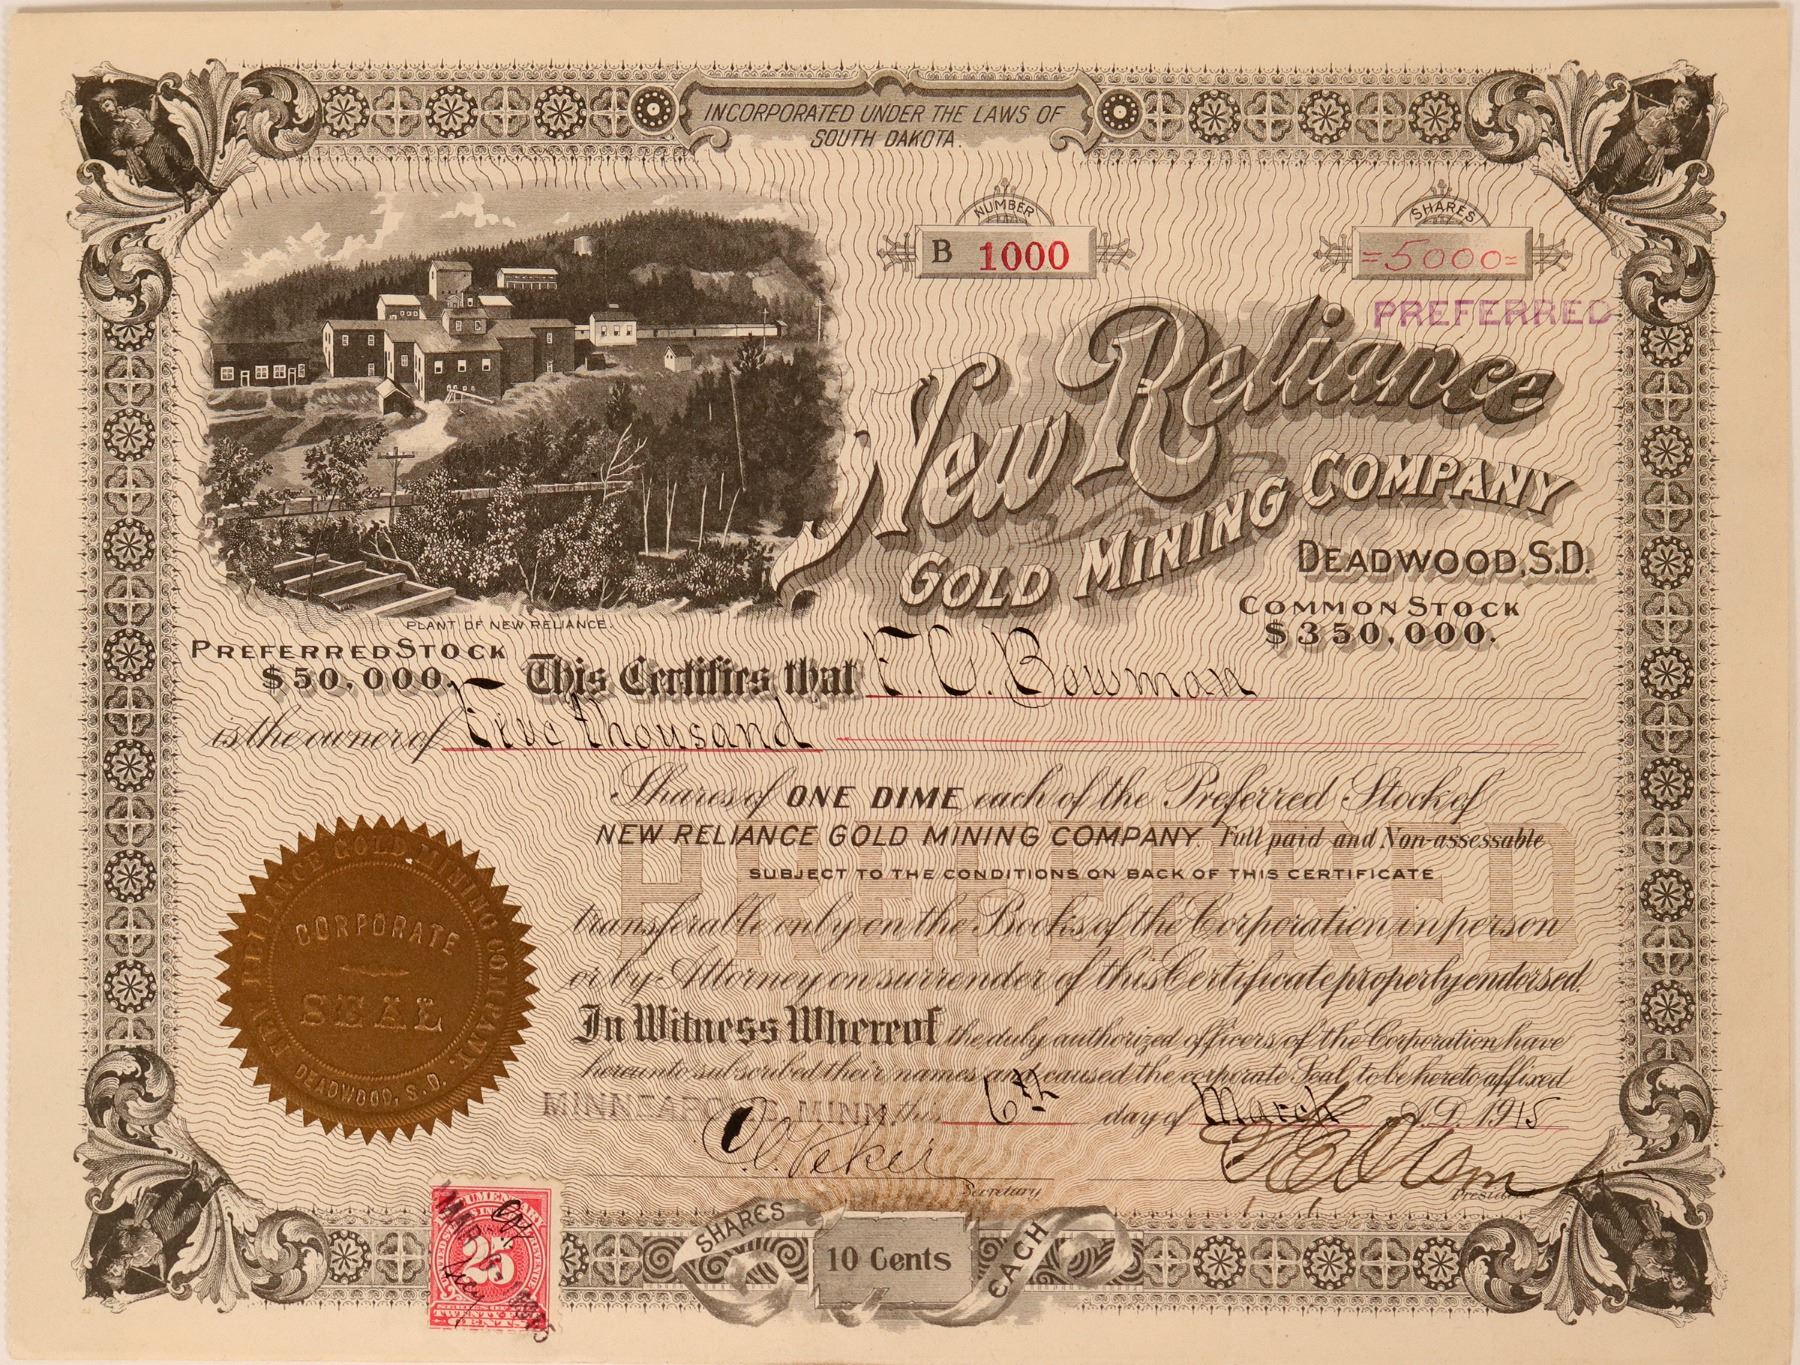 INCORPORATED UNDER THE LAWS OF
SOUTH DAKOTA.
NUMBER
B 1000
SHARES
=5000=
PREFERRED
New Reliance
GOLD MINING COMPANY
DEADWOOD, S.D.
PLANT OF NEW RELIANCE.
PREFERRED STOCK
$50,000.
COMMON STOCK
$350,000.
This Certifies that F. C. Bowman
is the owner of Five thousand
Shares of ONE DIME each of the Preferred Stock of
NEW RELIANCE GOLD MINING COMPANY. Full paid and Non-assessable
SUBJECT TO THE CONDITIONS ON BACK OF THIS CERTIFICATE
PREFERRED
transferable only on the Books of the Corporation in person
or by Attorney on surrender of this Certificate properly endorsed.
In Witness Whereof the duly authorized officers of the Corporation have
hereunto subscribed their names and caused the corporate Seal to be hereto affixed
MINNEAPOLIS, MINN. this 6th day of March A.D. 1915
Secretary
President
NEW RELIANCE GOLD MINING COMPANY.
CORPORATE
SEAL
DEADWOOD, S. D.
25
TWENTY FIVE
CENTS
SHARES
10 Cents
EACH